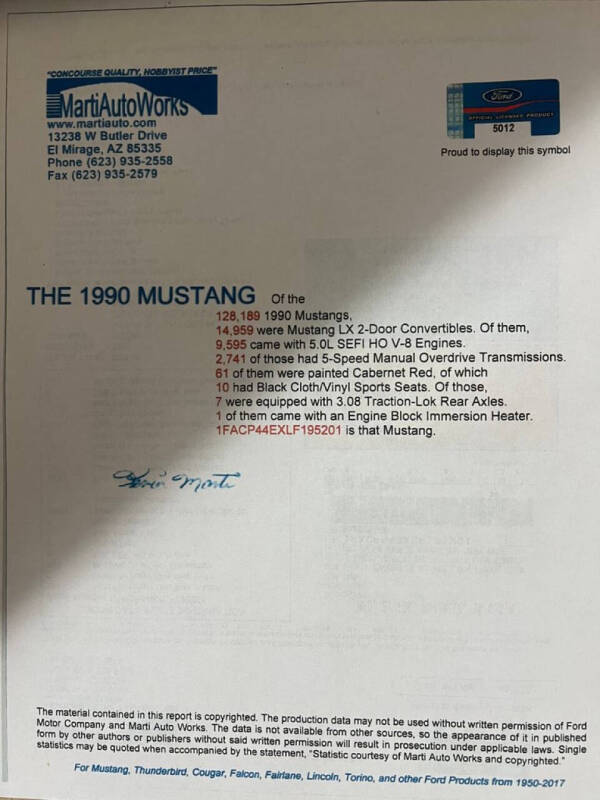 "CONCOURSE QUALITY, HOBBYIST PRICE"
MartiAutoWorks
www.martiauto.com
13238 W Butler Drive
El Mirage, AZ 85335
Phone (623) 935-2558
Fax (623) 935-2579
Ford
OFFICIAL LICENSED PRODUCT
5012
Proud to display this symbol
THE 1990 MUSTANG Of the
128,189 1990 Mustangs,
14,959 were Mustang LX 2-Door Convertibles. Of them,
9,595 came with 5.0L SEFI HO V-8 Engines.
2,741 of those had 5-Speed Manual Overdrive Transmissions.
61 of them were painted Cabernet Red, of which
10 had Black Cloth/Vinyl Sports Seats. Of those,
7 were equipped with 3.08 Traction-Lok Rear Axles.
1 of them came with an Engine Block Immersion Heater.
1FACP44EXLF195201 is that Mustang.
Kevin Marti
The material contained in this report is copyrighted. The production data may not be used without written permission of Ford
Motor Company and Marti Auto Works. The data is not available from other sources, so the appearance of it in published
form by other authors or publishers without said written permission will result in prosecution under applicable laws. Single
statistics may be quoted when accompanied by the statement, "Statistic courtesy of Marti Auto Works and copyrighted."
For Mustang, Thunderbird, Cougar, Falcon, Fairlane, Lincoln, Torino, and other Ford Products from 1950-2017